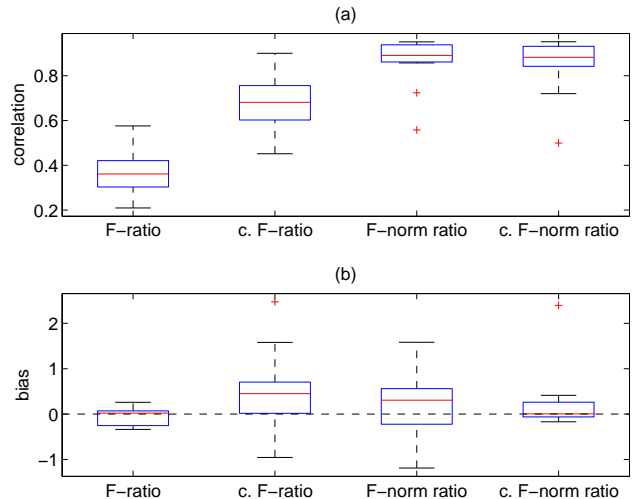 (a)
0.8
0.6
0.4
0.2
correlation
F−ratio c. F−ratio F−norm ratio c. F−norm ratio
(b)
2
1
0
−1
bias
F−ratio c. F−ratio F−norm ratio c. F−norm ratio